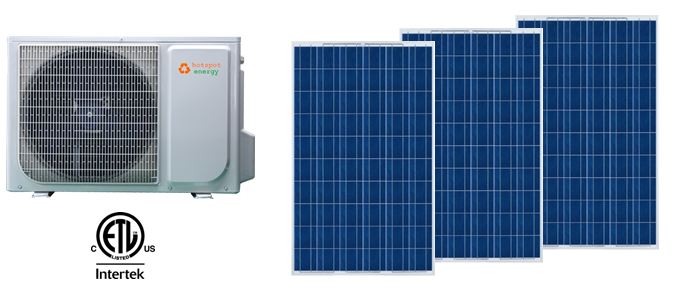 hotspot
energy
C
ETL
US
LISTED
Intertek